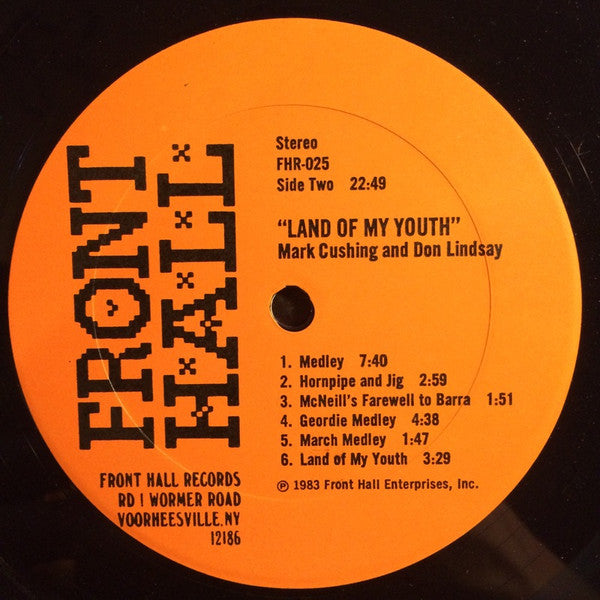 FRONT
HALL
Stereo
FHR-025
Side Two 22:49
"LAND OF MY YOUTH"
Mark Cushing and Don Lindsay
1. Medley 7:40
2. Hornpipe and Jig 2:59
3. McNeill's Farewell to Barra 1:51
4. Geordie Medley 4:38
5. March Medley 1:47
6. Land of My Youth 3:29
℗ 1983 Front Hall Enterprises, Inc.
FRONT HALL RECORDS
RD 1 WORMER ROAD
VOORHEESVILLE, NY
12186